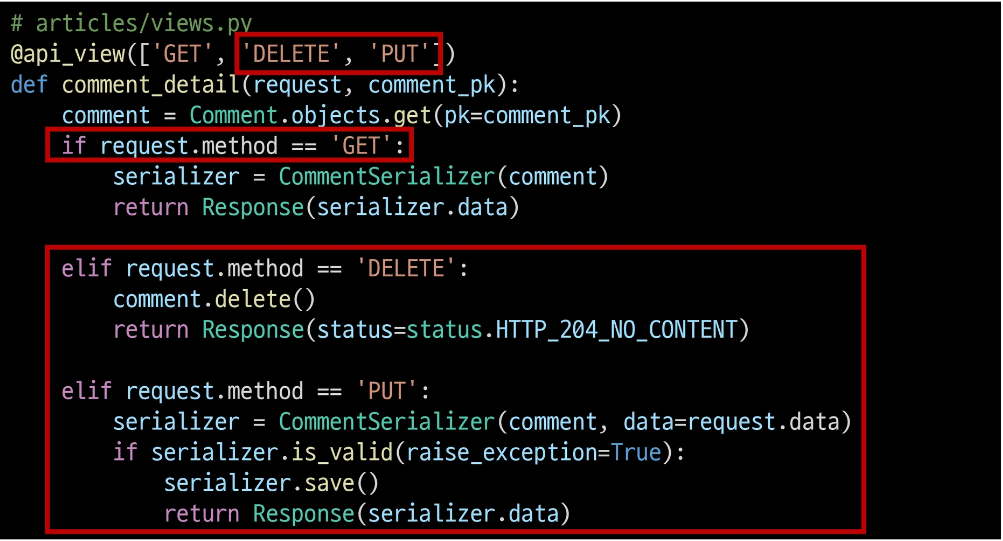 # articles/views.py
@api_view(['GET', 'DELETE', 'PUT'])
def comment_detail(request, comment_pk):
    comment = Comment.objects.get(pk=comment_pk)
    if request.method == 'GET':
        serializer = CommentSerializer(comment)
        return Response(serializer.data)

    elif request.method == 'DELETE':
        comment.delete()
        return Response(status=status.HTTP_204_NO_CONTENT)

    elif request.method == 'PUT':
        serializer = CommentSerializer(comment, data=request.data)
        if serializer.is_valid(raise_exception=True):
            serializer.save()
            return Response(serializer.data)